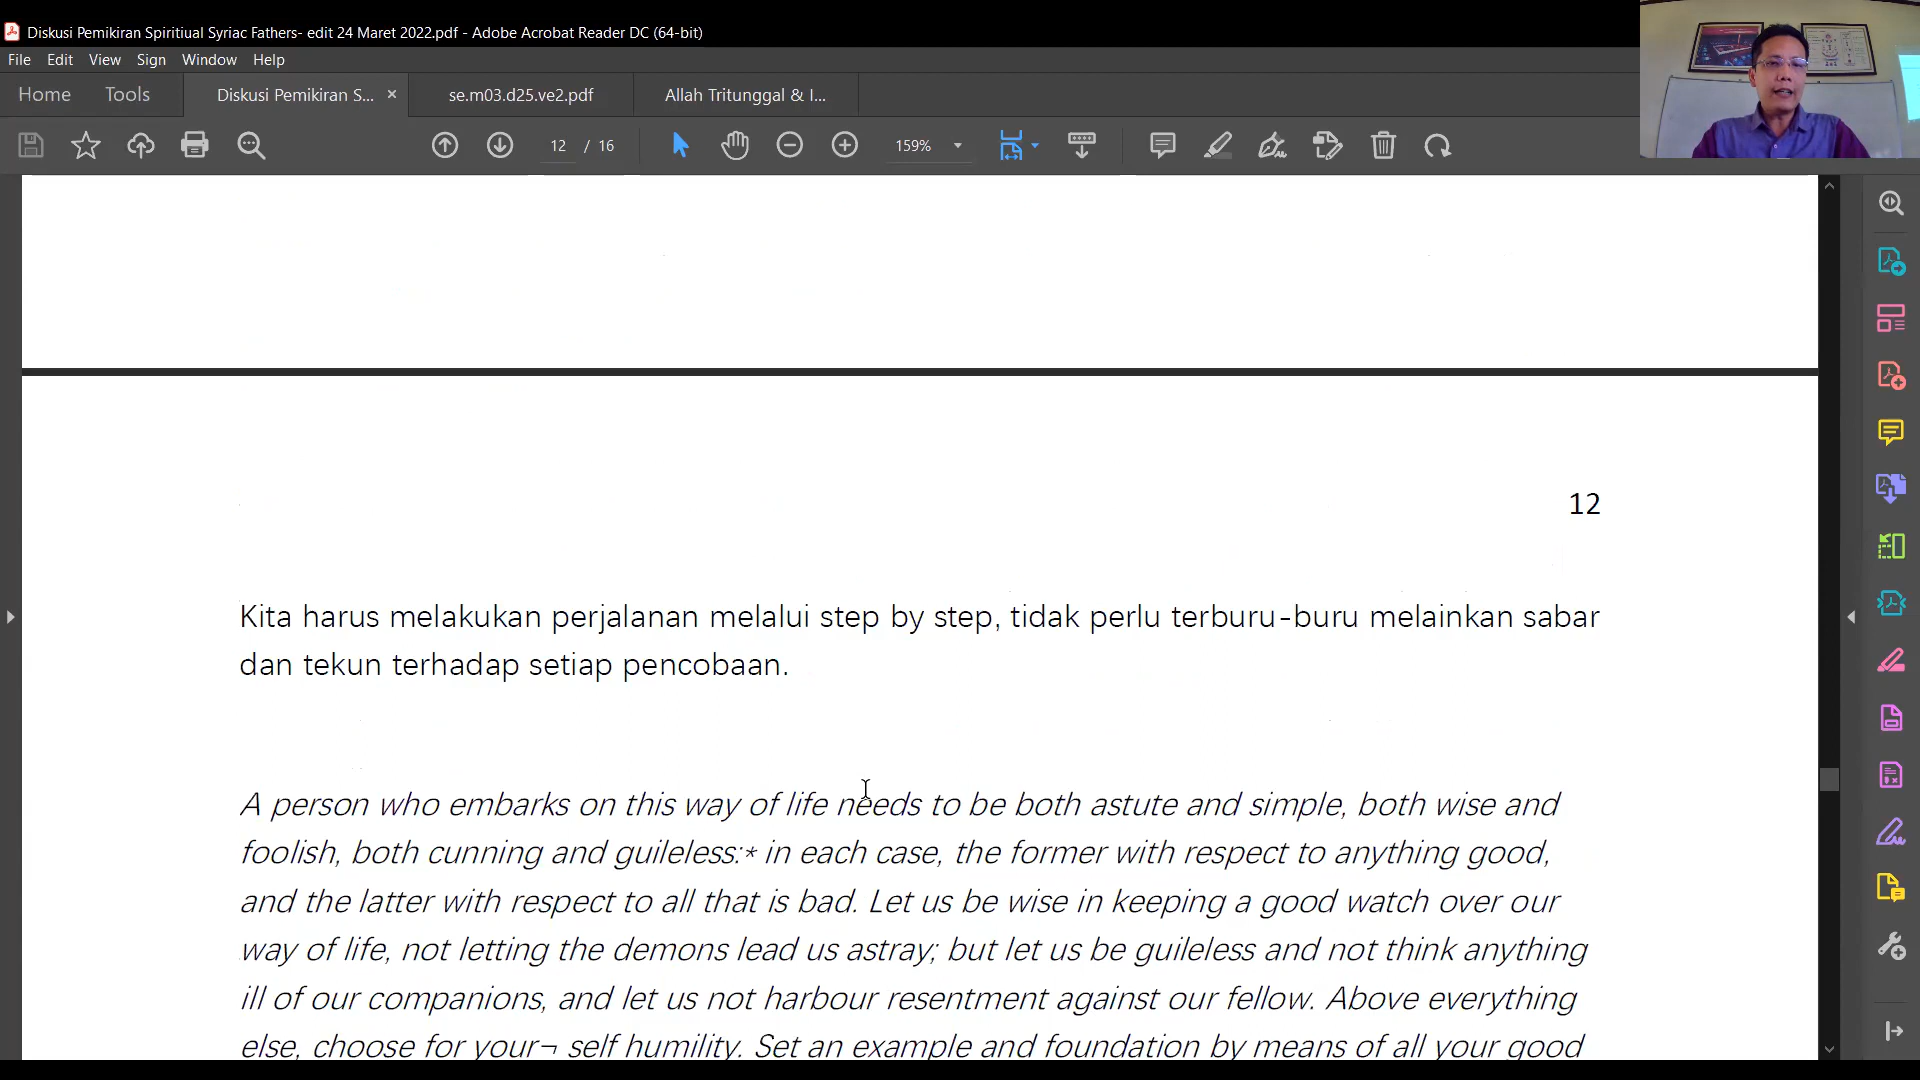 Diskusi Pemikiran Spiritiual Syriac Fathers- edit 24 Maret 2022.pdf - Adobe Acrobat Reader DC (64-bit)
File Edit View Sign Window Help
Home Tools Diskusi Pemikiran S... × se.m03.d25.ve2.pdf Allah Tritunggal & I...
12 / 16 159%
12
Kita harus melakukan perjalanan melalui step by step, tidak perlu terburu-buru melainkan sabar
dan tekun terhadap setiap pencobaan.
A person who embarks on this way of life needs to be both astute and simple, both wise and
foolish, both cunning and guileless:* in each case, the former with respect to anything good,
and the latter with respect to all that is bad. Let us be wise in keeping a good watch over our
way of life, not letting the demons lead us astray; but let us be guileless and not think anything
ill of our companions, and let us not harbour resentment against our fellow. Above everything
else, choose for your¬ self humility. Set an example and foundation by means of all your good